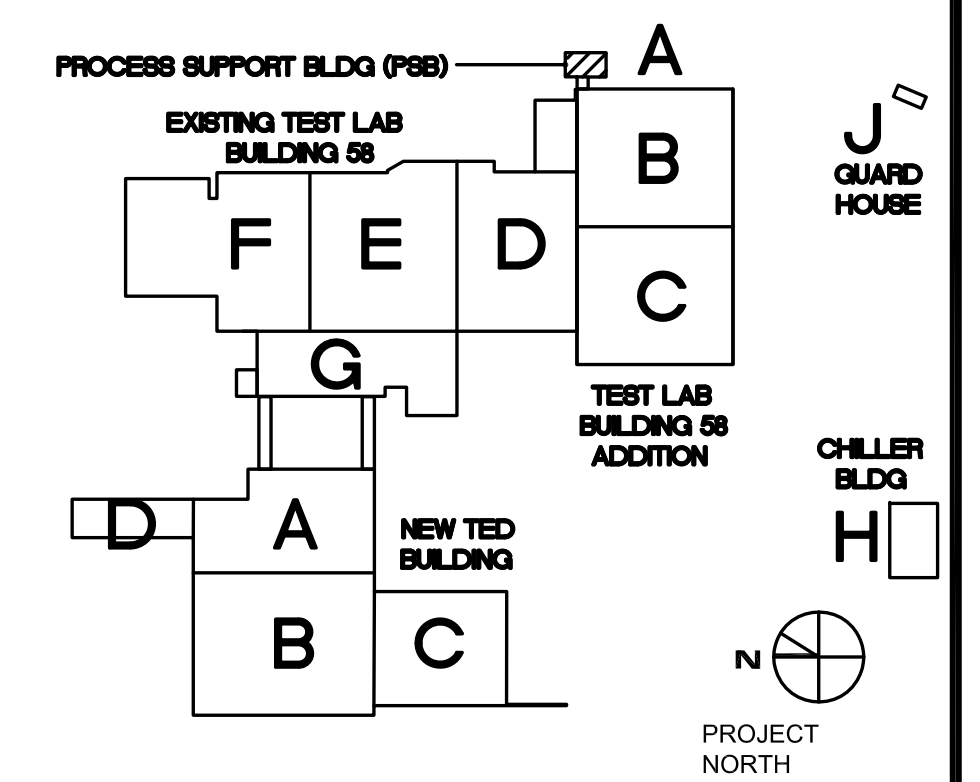 A
PROCESS SUPPORT BLDG (PSB)
EXISTING TEST LAB
BUILDING 58
B
J
GUARD
HOUSE
F
E
D
C
G
TEST LAB
BUILDING 58
ADDITION
CHILLER
BLDG
H
D
A
NEW TED
BUILDING
B
C
N
PROJECT
NORTH